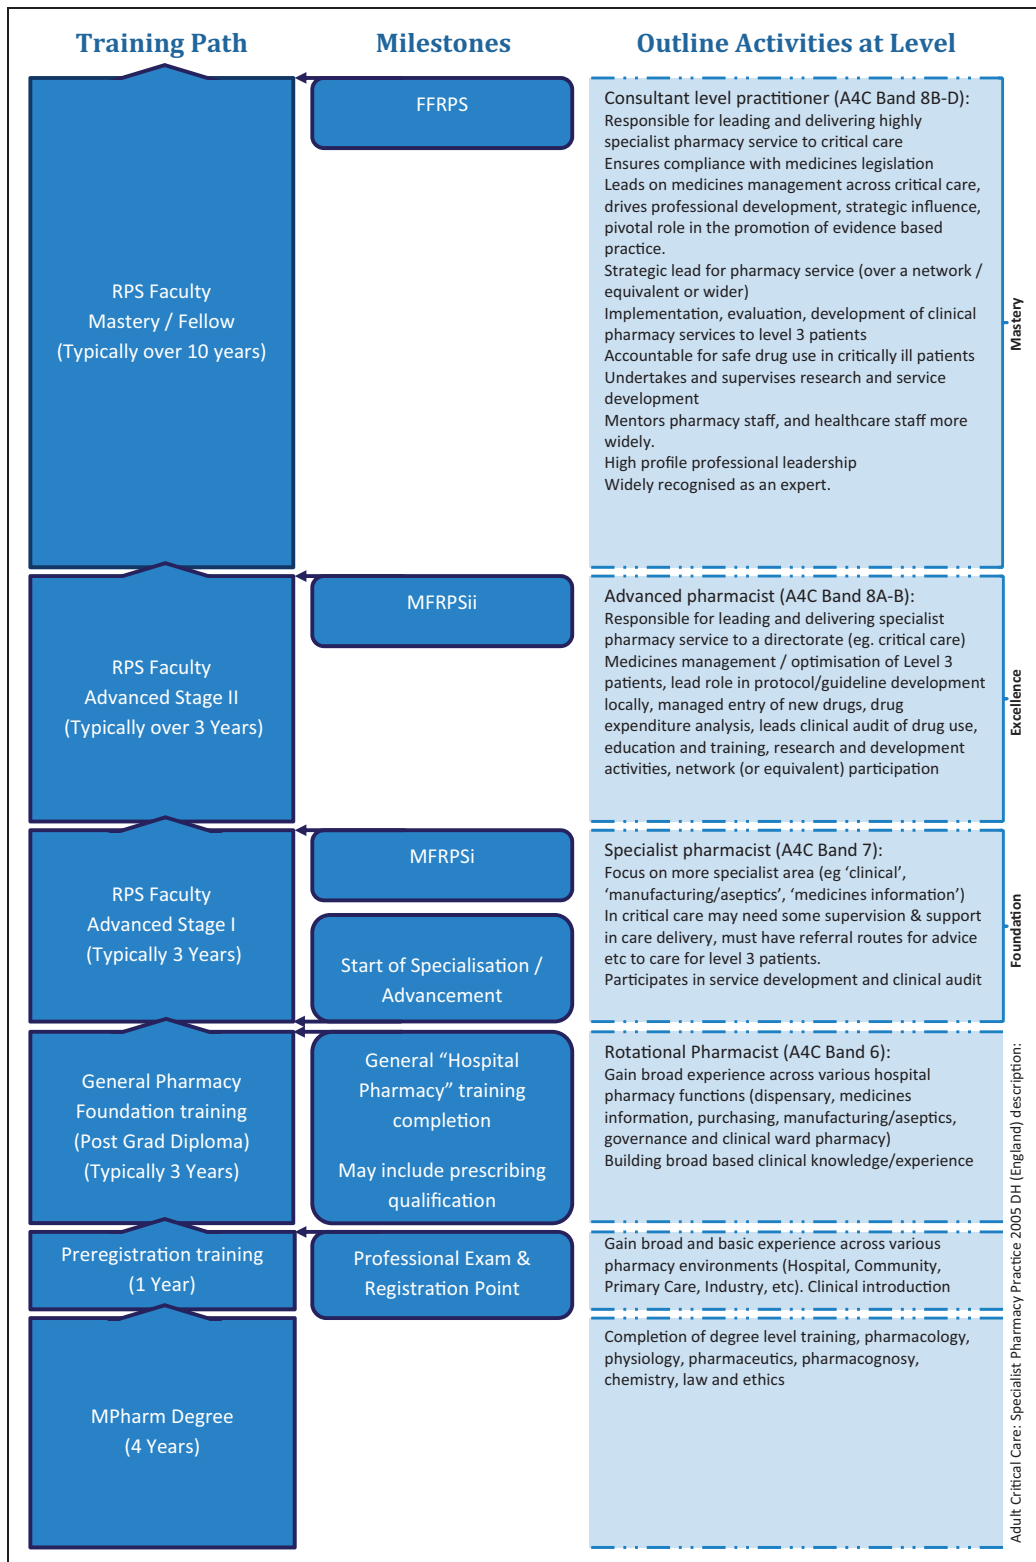 Training Path
Milestones
Outline Activities at Level
RPS Faculty
Mastery / Fellow
(Typically over 10 years)
FFRPS
Consultant level practitioner (A4C Band 8B-D):
Responsible for leading and delivering highly
specialist pharmacy service to critical care
Ensures compliance with medicines legislation
Leads on medicines management across critical care,
drives professional development, strategic influence,
pivotal role in the promotion of evidence based
practice.
Strategic lead for pharmacy service (over a network /
equivalent or wider)
Implementation, evaluation, development of clinical
pharmacy services to level 3 patients
Accountable for safe drug use in critically ill patients
Undertakes and supervises research and service
development
Mentors pharmacy staff, and healthcare staff more
widely.
High profile professional leadership
Widely recognised as an expert.
Mastery
RPS Faculty
Advanced Stage II
(Typically over 3 Years)
MFRPSii
Advanced pharmacist (A4C Band 8A-B):
Responsible for leading and delivering specialist
pharmacy service to a directorate (eg. critical care)
Medicines management / optimisation of Level 3
patients, lead role in protocol/guideline development
locally, managed entry of new drugs, drug
expenditure analysis, leads clinical audit of drug use,
education and training, research and development
activities, network (or equivalent) participation
Excellence
RPS Faculty
Advanced Stage I
(Typically 3 Years)
MFRPSi
Start of Specialisation /
Advancement
Specialist pharmacist (A4C Band 7):
Focus on more specialist area (eg ‘clinical’,
‘manufacturing/aseptics’, ‘medicines information’)
In critical care may need some supervision & support
in care delivery, must have referral routes for advice
etc to care for level 3 patients.
Participates in service development and clinical audit
Foundation
General Pharmacy
Foundation training
(Post Grad Diploma)
(Typically 3 Years)
General “Hospital
Pharmacy” training
completion
May include prescribing
qualification
Rotational Pharmacist (A4C Band 6):
Gain broad experience across various hospital
pharmacy functions (dispensary, medicines
information, purchasing, manufacturing/aseptics,
governance and clinical ward pharmacy)
Building broad based clinical knowledge/experience
Preregistration training
(1 Year)
Professional Exam &
Registration Point
Gain broad and basic experience across various
pharmacy environments (Hospital, Community,
Primary Care, Industry, etc). Clinical introduction
MPharm Degree
(4 Years)
Completion of degree level training, pharmacology,
physiology, pharmaceutics, pharmacognosy,
chemistry, law and ethics
Adult Critical Care: Specialist Pharmacy Practice 2005 DH (England) description: